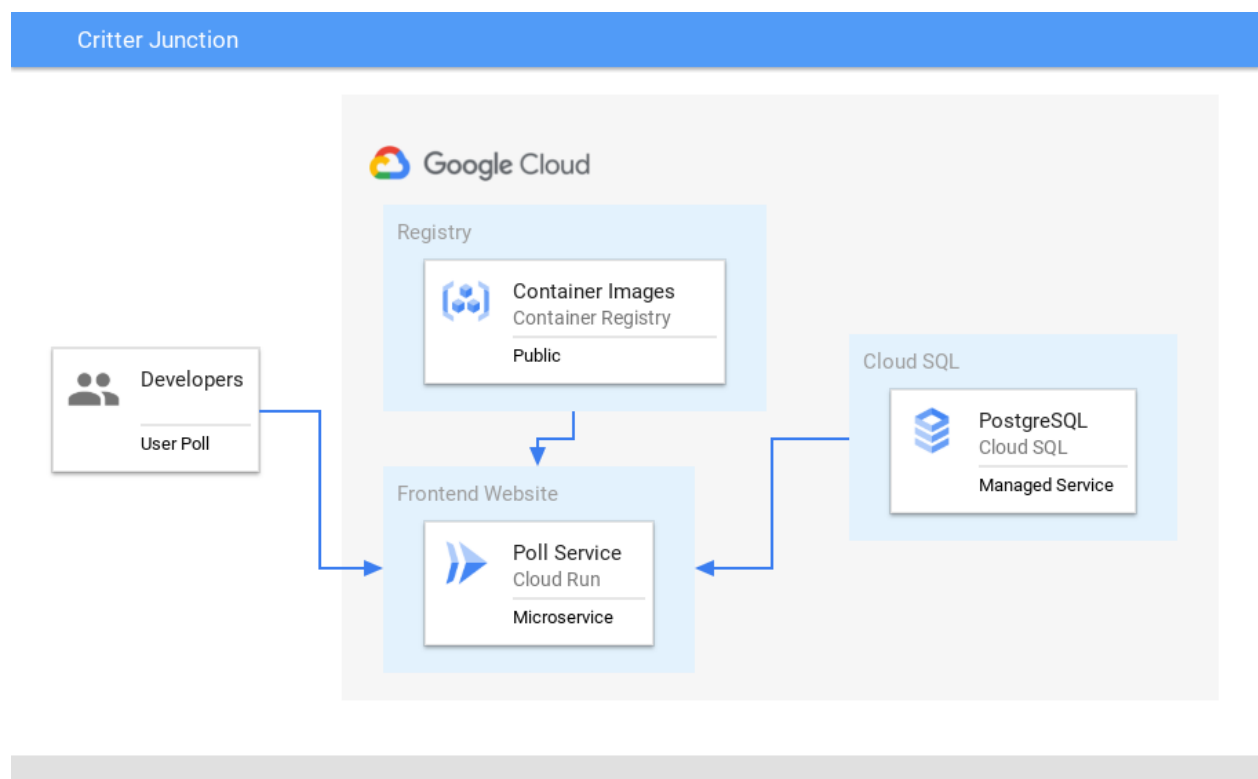 Critter Junction
Google Cloud
Registry
Container Images
Container Registry
Public
Developers
User Poll
Cloud SQL
PostgreSQL
Cloud SQL
Managed Service
Frontend Website
Poll Service
Cloud Run
Microservice